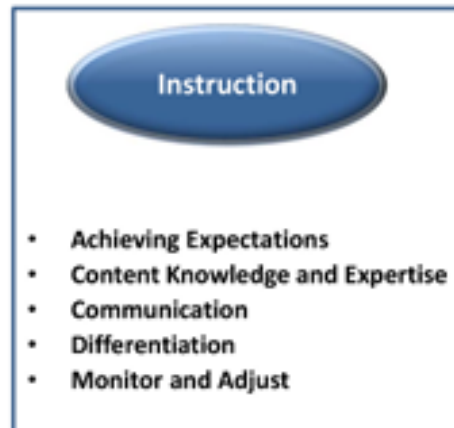 Instruction
• Achieving Expectations
• Content Knowledge and Expertise
• Communication
• Differentiation
• Monitor and Adjust